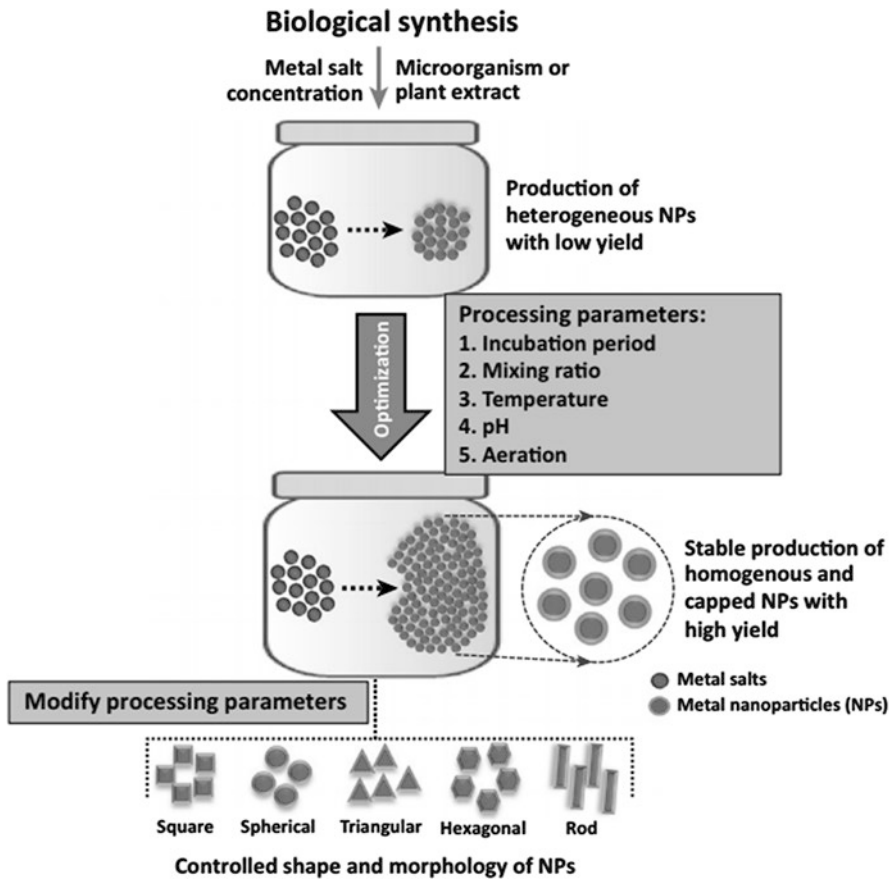 Biological synthesis
Metal salt
concentration
Microorganism or
plant extract
Production of
heterogeneous NPs
with low yield
Optimization
Processing parameters:
1. Incubation period
2. Mixing ratio
3. Temperature
4. pH
5. Aeration
Stable production of
homogenous and
capped NPs with
high yield
Metal salts
Metal nanoparticles (NPs)
Modify processing parameters
Square
Spherical
Triangular
Hexagonal
Rod
Controlled shape and morphology of NPs